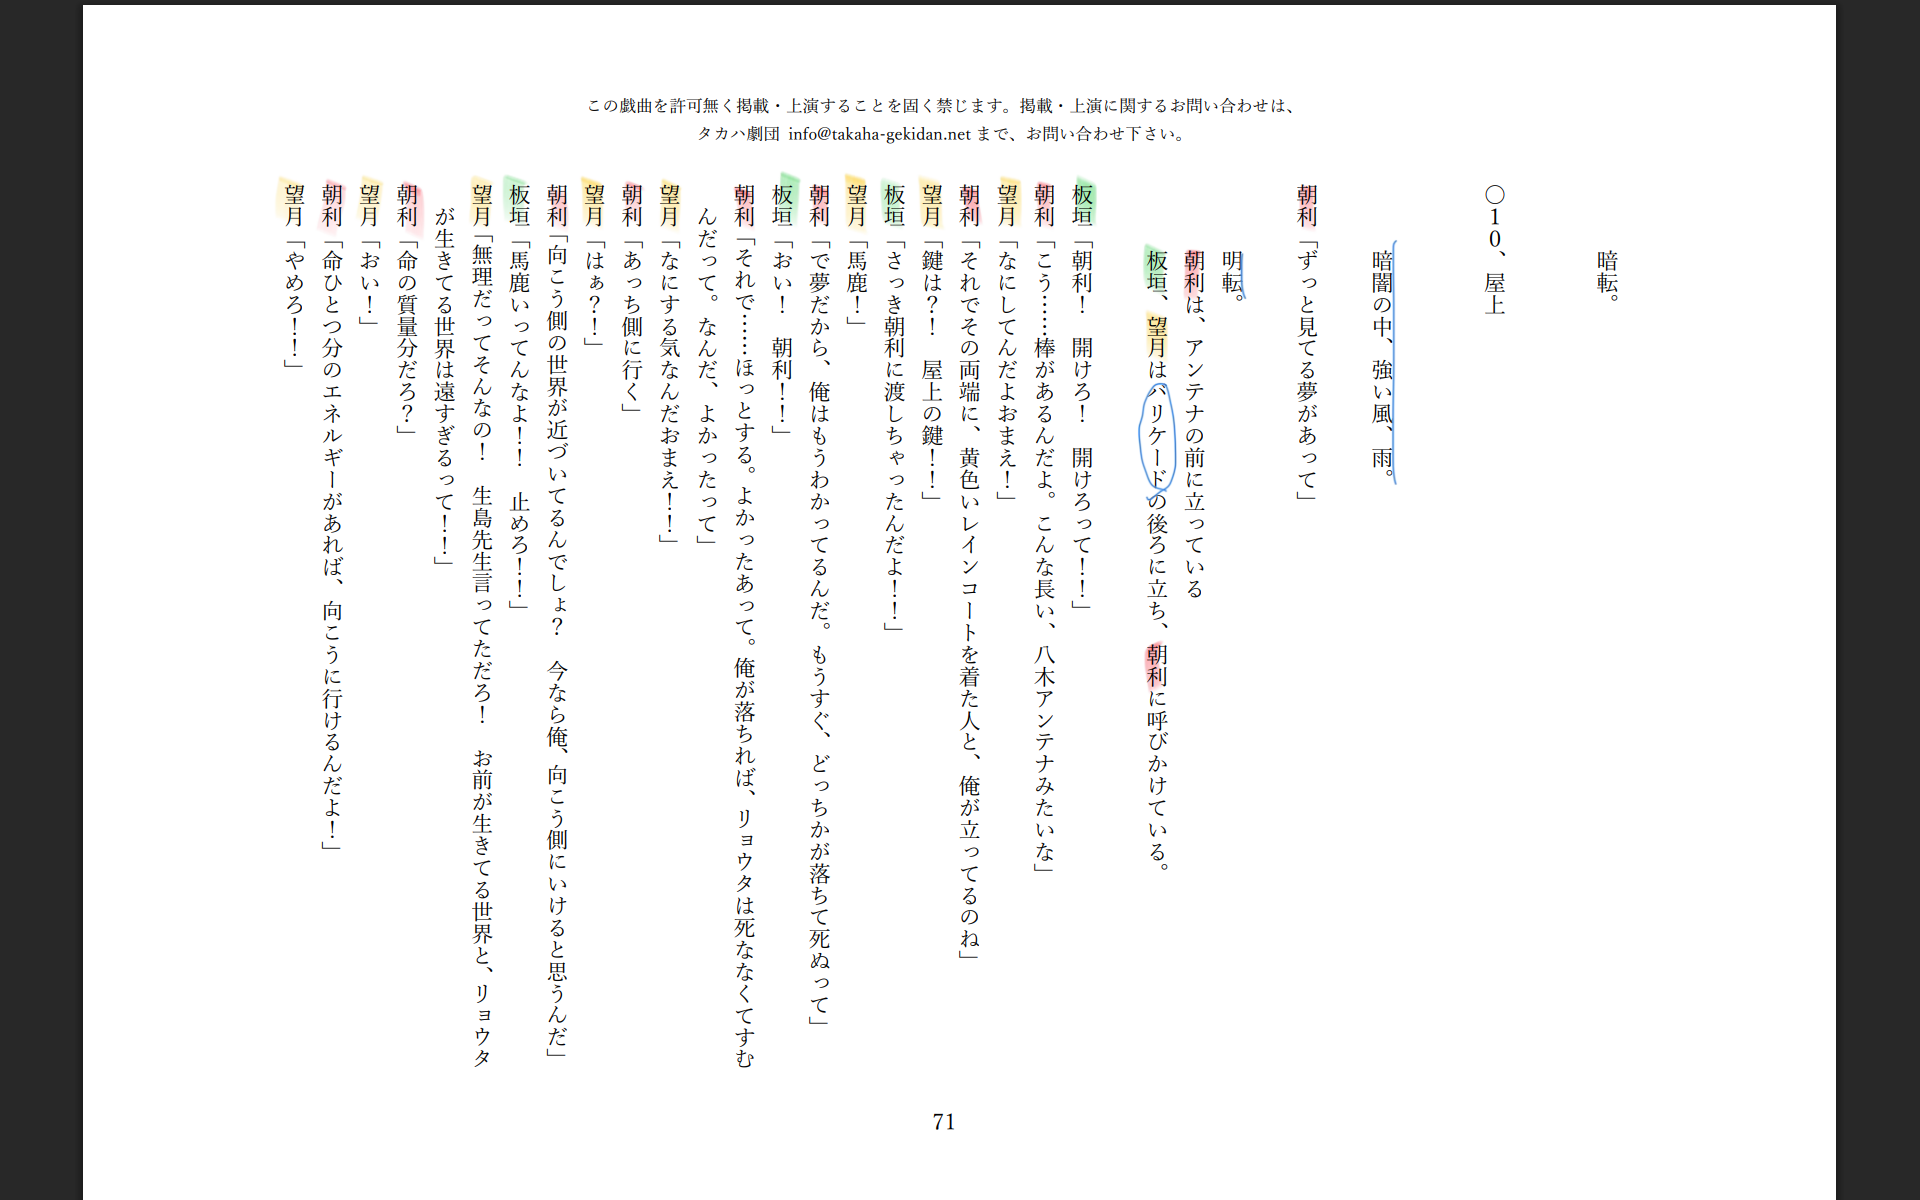 この戯曲を許可無く掲載・上演することを固く禁じます。掲載・上演に関するお問い合わせは、
タカハ劇団 info@takaha-gekidan.net まで、お問い合わせ下さい。
暗転。
〇10、屋上
暗闇の中、強い風、雨。
朝利「ずっと見てる夢があって」
明転。
朝利は、アンテナの前に立っている
板垣、望月はバリケードの後ろに立ち、朝利に呼びかけている。
板垣「朝利!　開けろ!　開けろって!!」
朝利「こう……棒があるんだよ。こんな長い、八木アンテナみたいな」
望月「なにしてんだよおまえ!」
朝利「それでその両端に、黄色いレインコートを着た人と、俺が立ってるのね」
望月「鍵は?!　屋上の鍵!!」
板垣「さっき朝利に渡しちゃったんだよ!!」
望月「馬鹿!」
朝利「で夢だから、俺はもうわかってるんだ。もうすぐ、どっちかが落ちて死ぬって」
板垣「おい!　朝利!!」
朝利「それで……ほっとする。よかったあって。俺が落ちれば、リョウタは死ななくてすむ
んだって。なんだ、よかったって」
望月「なにする気なんだおまえ!!」
朝利「あっち側に行く」
望月「はぁ?!」
朝利「向こう側の世界が近づいてるんでしょ?　今なら俺、向こう側にいけると思うんだ」
板垣「馬鹿いってんなよ!!　止めろ!!」
望月「無理だってそんなの!　生島先生言ってただろ!　お前が生きてる世界と、リョウタ
が生きてる世界は遠すぎるって!!」
朝利「命の質量分だろ?」
望月「おい!」
朝利「命ひとつ分のエネルギーがあれば、向こうに行けるんだよ!」
望月「やめろ!!」
71